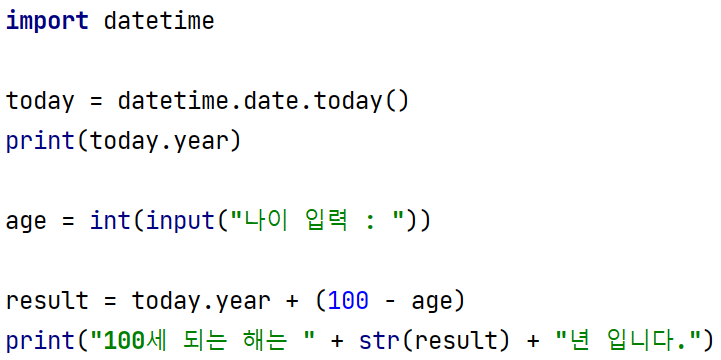 import datetime
today = datetime.date.today()
print(today.year)
age = int(input("나이 입력 : "))
result = today.year + (100 - age)
print("100세 되는 해는 " + str(result) + "년 입니다.")